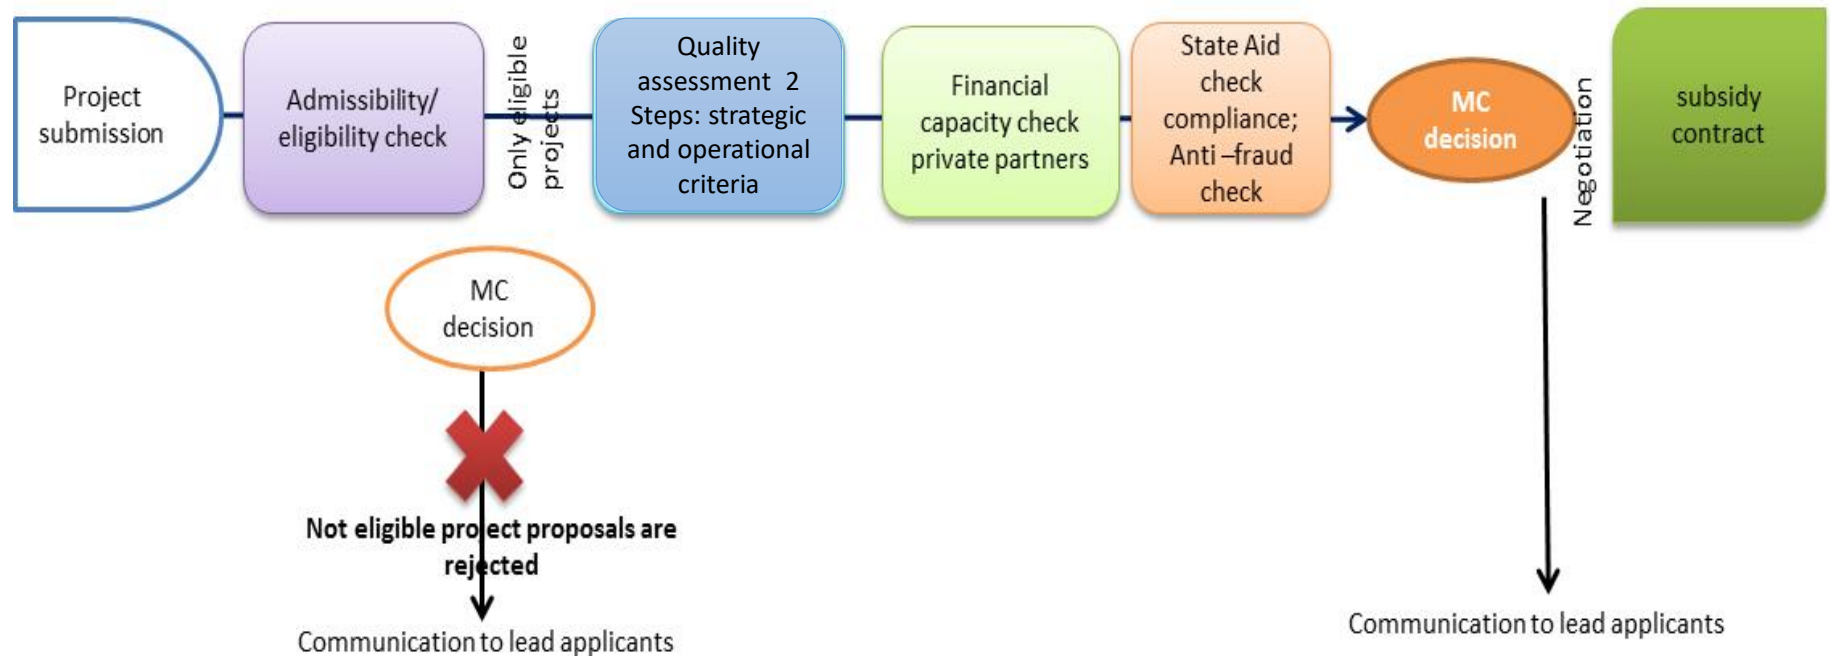 Project
submission
Admissibility/
eligibility check
Only eligible
projects
Quality
assessment 2
Steps: strategic
and operational
criteria
Financial
capacity check
private partners
State Aid
check
compliance;
Anti –fraud
check
MC
decision
Negotiation
subsidy
contract
MC
decision
Not eligible project proposals are
rejected
Communication to lead applicants
Communication to lead applicants